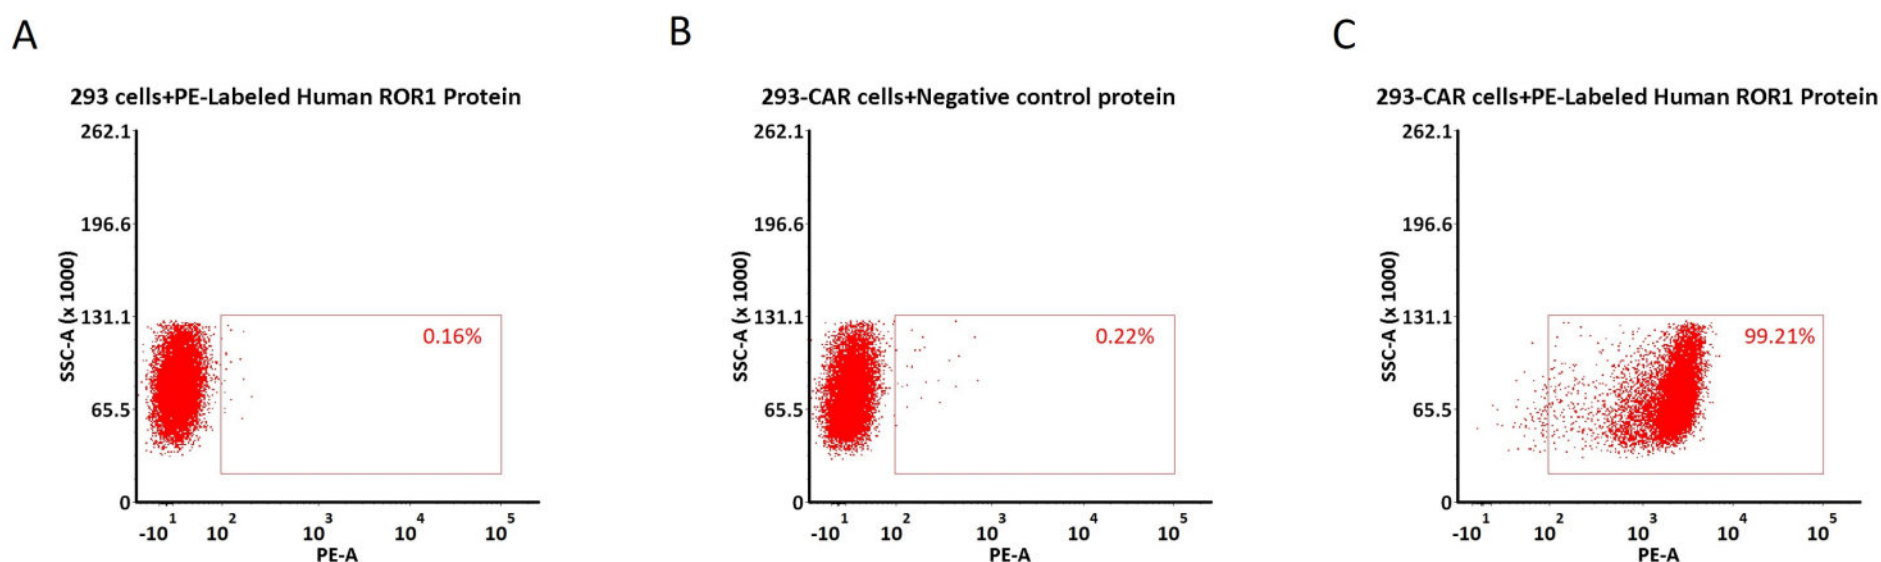 A
293 cells+PE-Labeled Human ROR1 Protein
262.1
196.6
131.1
65.5
0
SSC-A (x 1000)
0.16%
-10 1
10 2
10 3
10 4
10 5
PE-A
B
293-CAR cells+Negative control protein
262.1
196.6
131.1
65.5
0
SSC-A (x 1000)
0.22%
-10 1
10 2
10 3
10 4
10 5
PE-A
C
293-CAR cells+PE-Labeled Human ROR1 Protein
262.1
196.6
131.1
65.5
0
SSC-A (x 1000)
99.21%
-10 1
10 2
10 3
10 4
10 5
PE-A